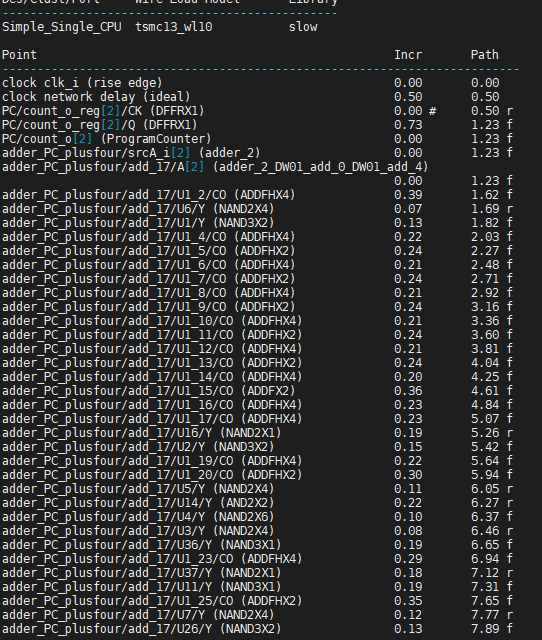 Simple_Single_CPU tsmc13_wl10 slow
Point Incr Path
clock clk_i (rise edge) 0.00 0.00
clock network delay (ideal) 0.50 0.50
PC/count_o_reg[2]/CK (DFFRX1) 0.00 # 0.50 r
PC/count_o_reg[2]/Q (DFFRX1) 0.73 1.23 f
PC/count_o[2] (ProgramCounter) 0.00 1.23 f
adder_PC_plusfour/srcA_i[2] (adder_2) 0.00 1.23 f
adder_PC_plusfour/add_17/A[2] (adder_2_DW01_add_0_DW01_add_4)
0.00 1.23 f
adder_PC_plusfour/add_17/U1_2/CO (ADDFHX4) 0.39 1.62 f
adder_PC_plusfour/add_17/U6/Y (NAND2X4) 0.07 1.69 r
adder_PC_plusfour/add_17/U1/Y (NAND3X2) 0.13 1.82 f
adder_PC_plusfour/add_17/U1_4/CO (ADDFHX4) 0.22 2.03 f
adder_PC_plusfour/add_17/U1_5/CO (ADDFHX2) 0.24 2.27 f
adder_PC_plusfour/add_17/U1_6/CO (ADDFHX4) 0.21 2.48 f
adder_PC_plusfour/add_17/U1_7/CO (ADDFHX2) 0.24 2.71 f
adder_PC_plusfour/add_17/U1_8/CO (ADDFHX4) 0.21 2.92 f
adder_PC_plusfour/add_17/U1_9/CO (ADDFHX2) 0.24 3.16 f
adder_PC_plusfour/add_17/U1_10/CO (ADDFHX4) 0.21 3.36 f
adder_PC_plusfour/add_17/U1_11/CO (ADDFHX2) 0.24 3.60 f
adder_PC_plusfour/add_17/U1_12/CO (ADDFHX4) 0.21 3.81 f
adder_PC_plusfour/add_17/U1_13/CO (ADDFHX2) 0.24 4.04 f
adder_PC_plusfour/add_17/U1_14/CO (ADDFHX4) 0.20 4.25 f
adder_PC_plusfour/add_17/U1_15/CO (ADDFX2) 0.36 4.61 f
adder_PC_plusfour/add_17/U1_16/CO (ADDFHX4) 0.23 4.84 f
adder_PC_plusfour/add_17/U1_17/CO (ADDFHX4) 0.23 5.07 f
adder_PC_plusfour/add_17/U16/Y (NAND2X1) 0.19 5.26 r
adder_PC_plusfour/add_17/U2/Y (NAND3X2) 0.15 5.42 f
adder_PC_plusfour/add_17/U1_19/CO (ADDFHX4) 0.22 5.64 f
adder_PC_plusfour/add_17/U1_20/CO (ADDFHX2) 0.30 5.94 f
adder_PC_plusfour/add_17/U5/Y (NAND2X4) 0.11 6.05 r
adder_PC_plusfour/add_17/U14/Y (AND2X2) 0.22 6.27 r
adder_PC_plusfour/add_17/U4/Y (NAND2X6) 0.10 6.37 f
adder_PC_plusfour/add_17/U3/Y (NAND2X4) 0.08 6.46 r
adder_PC_plusfour/add_17/U36/Y (NAND3X1) 0.19 6.65 f
adder_PC_plusfour/add_17/U1_23/CO (ADDFHX4) 0.29 6.94 f
adder_PC_plusfour/add_17/U37/Y (NAND2X1) 0.18 7.12 r
adder_PC_plusfour/add_17/U11/Y (NAND3X1) 0.19 7.31 f
adder_PC_plusfour/add_17/U1_25/CO (ADDFHX2) 0.35 7.65 f
adder_PC_plusfour/add_17/U7/Y (NAND2X4) 0.12 7.77 r
adder_PC_plusfour/add_17/U26/Y (NAND3X2) 0.13 7.89 f